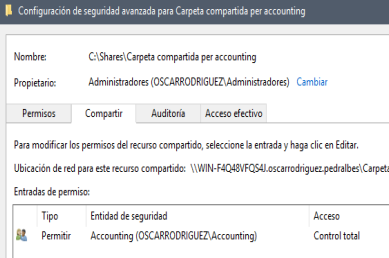 Configuración de seguridad avanzada para Carpeta compartida per accounting
Nombre: C:\Shares\Carpeta compartida per accounting
Propietario: Administradores (OSCARRODRIGUEZ\Administradores) Cambiar
Permisos Compartir Auditoría Acceso efectivo
Para modificar los permisos del recurso compartido, seleccione la entrada y haga clic en Editar.
Ubicación de red para este recurso compartido: \\WIN-F4Q48VFQS4J.oscarrodriguez.pedralbes\Carpeta
Entradas de permiso:
Tipo Entidad de seguridad Acceso
Permitir Accounting (OSCARRODRIGUEZ\Accounting) Control total